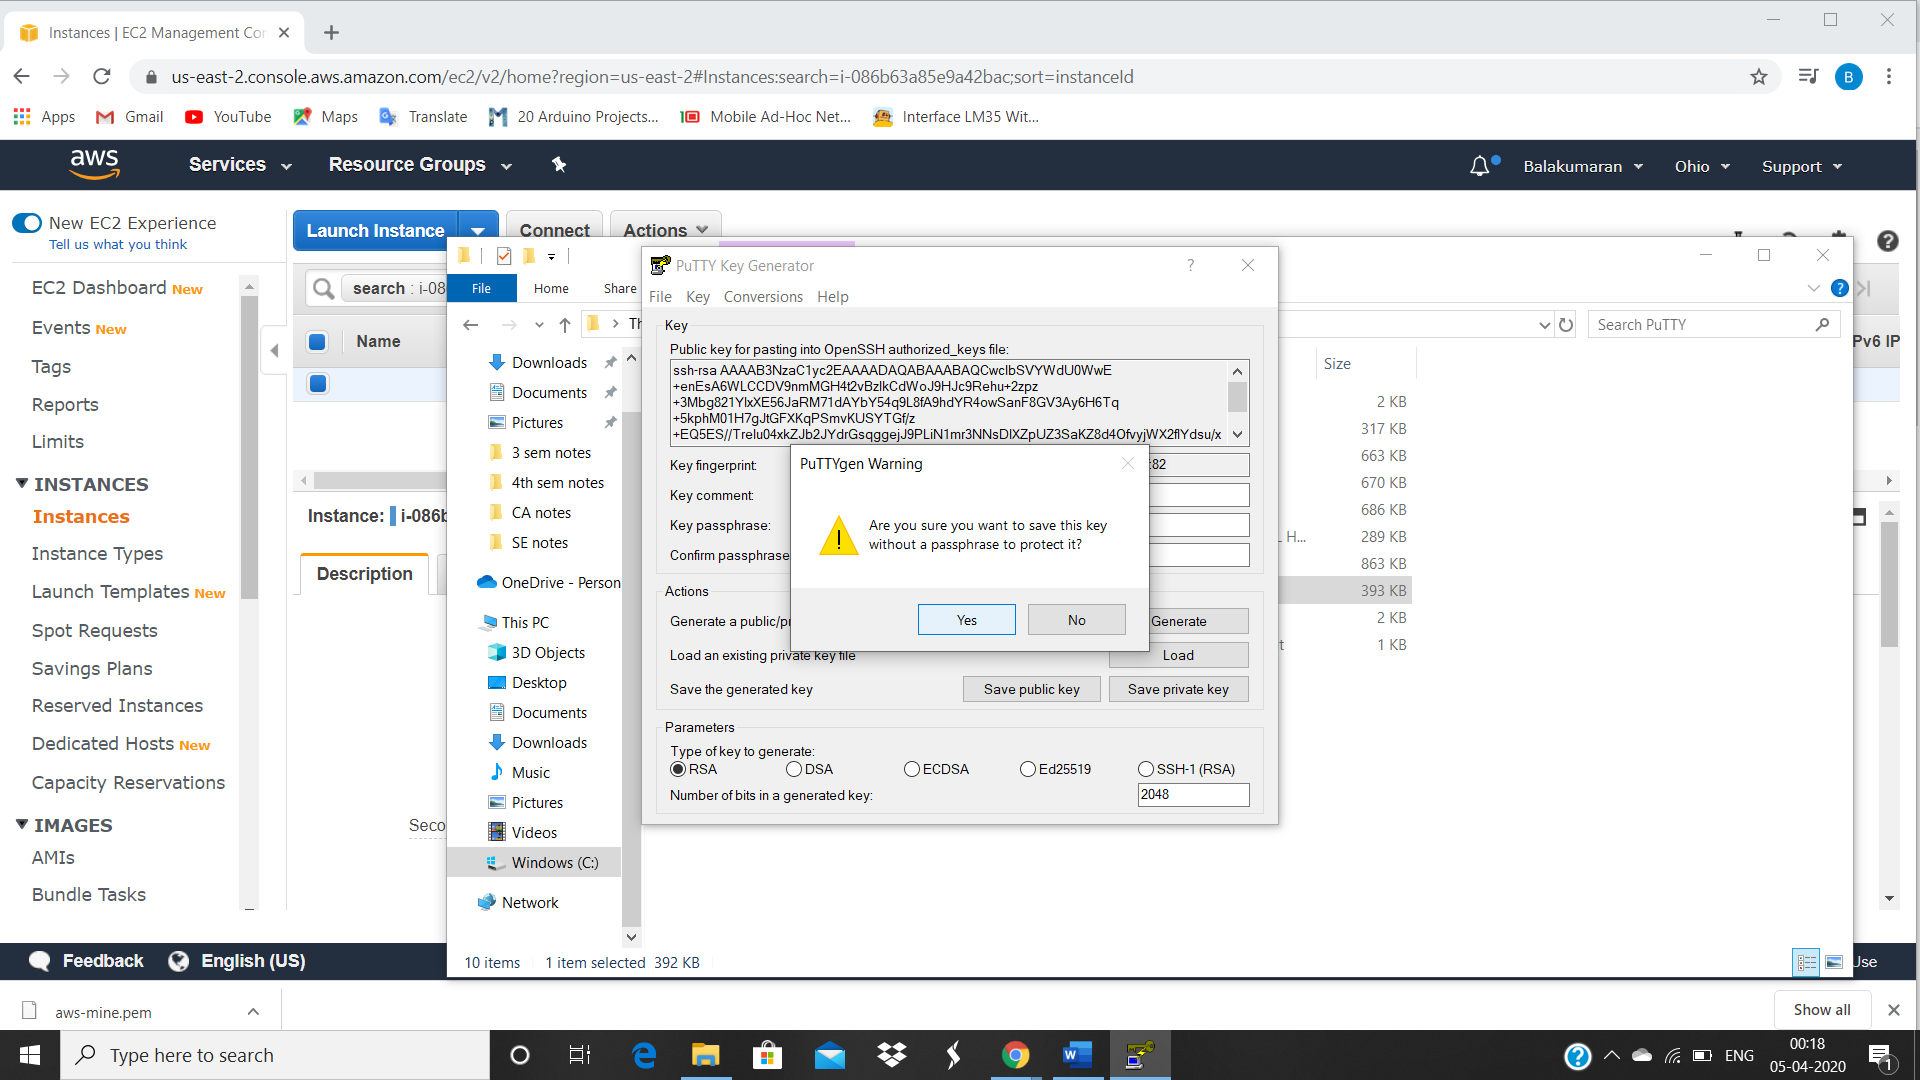 Instances | EC2 Management Con
us-east-2.console.aws.amazon.com/ec2/v2/home?region=us-east-2#Instances:search=i-086b63a85e9a42bac;sort=instanceId
B
Apps
Gmail
YouTube
Maps
Translate
20 Arduino Projects...
Mobile Ad-Hoc Net...
Interface LM35 Wit...
aws
Services
Resource Groups
Balakumaran
Ohio
Support
New EC2 Experience
Tell us what you think
Launch Instance
Connect
Actions
EC2 Dashboard New
Events New
Tags
Reports
Limits
INSTANCES
Instances
Instance Types
Launch Templates New
Spot Requests
Savings Plans
Reserved Instances
Dedicated Hosts New
Capacity Reservations
IMAGES
AMIs
Bundle Tasks
search : i-08
Name
Pv6 IP
Instance:
i-086b
Description
Seco
File
Home
Share
Search PuTTY
Downloads
Documents
Pictures
3 sem notes
4th sem notes
CA notes
SE notes
OneDrive - Person
This PC
3D Objects
Desktop
Documents
Downloads
Music
Pictures
Videos
Windows (C:)
Network
Size
2 KB
317 KB
663 KB
670 KB
686 KB
L H...
289 KB
863 KB
393 KB
2 KB
t
1 KB
10 items
1 item selected 392 KB
PuTTY Key Generator
File
Key
Conversions
Help
Key
Public key for pasting into OpenSSH authorized_keys file:
Key fingerprint:
:82
Key comment:
Key passphrase:
Confirm passphrase
Actions
Generate a public/pr
Generate
Load an existing private key file
Load
Save the generated key
Save public key
Save private key
Parameters
Type of key to generate:
RSA
DSA
ECDSA
Ed25519
SSH-1 (RSA)
Number of bits in a generated key:
2048
PuTTYgen Warning
Are you sure you want to save this key
without a passphrase to protect it?
Yes
No
Feedback
English (US)
Use
aws-mine.pem
Show all
Type here to search
ENG
00:18
05-04-2020
1